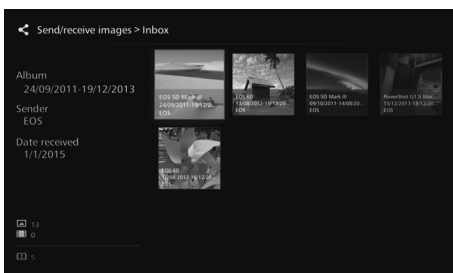 Send/receive images > Inbox
Album
24/09/2011-19/12/2013
Sender
EOS
Date received
1/1/2015
13
0
5
EOS 5D Mark III
24/09/2011-19/12/20...
EOS
EOS 6D
13/08/2012-19/12/20...
EOS
EOS 5D Mark III
09/10/2011-14/08/20...
EOS
PowerShot G1 X Mar...
15/12/2013-18/12/20...
EOS
EOS 6D
EOS